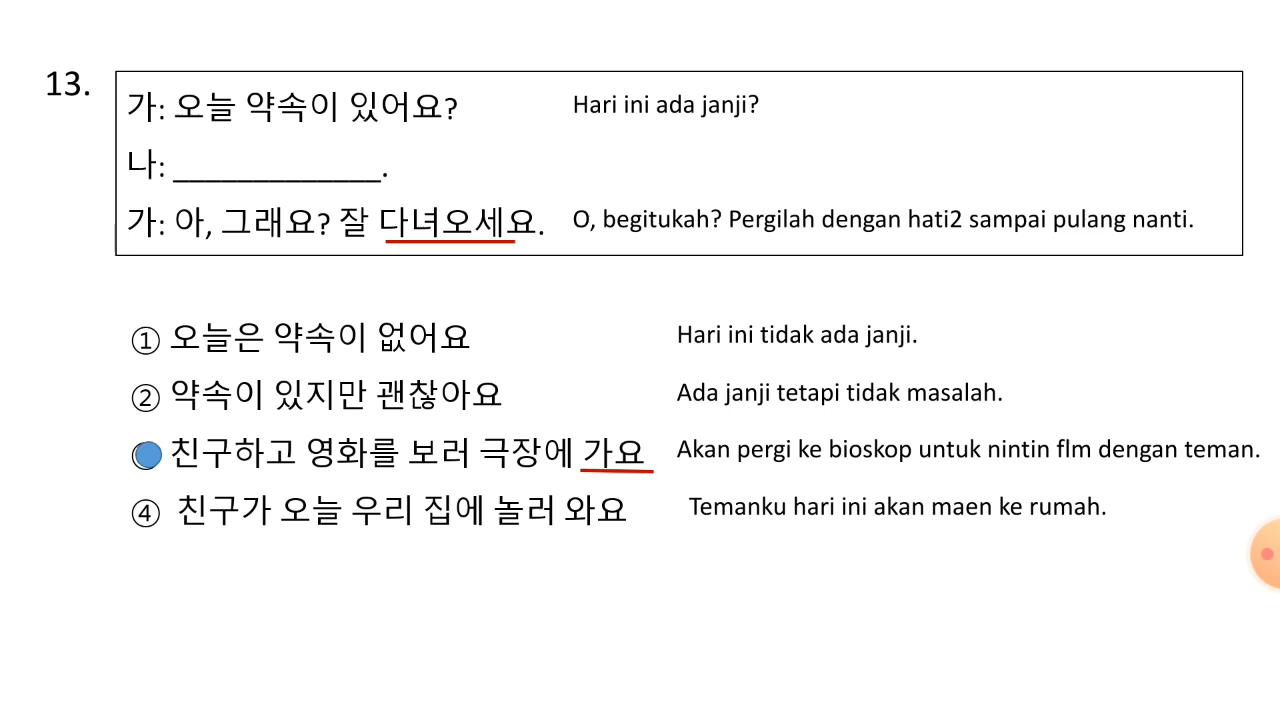 13.
가: 오늘 약속이 있어요? Hari ini ada janji?
나: _____________.
가: 아, 그래요? 잘 다녀오세요. O, begitukah? Pergilah dengan hati2 sampai pulang nanti.
① 오늘은 약속이 없어요 Hari ini tidak ada janji.
② 약속이 있지만 괜찮아요 Ada janji tetapi tidak masalah.
친구하고 영화를 보러 극장에 가요 Akan pergi ke bioskop untuk nintin flm dengan teman.
④ 친구가 오늘 우리 집에 놀러 와요 Temanku hari ini akan maen ke rumah.